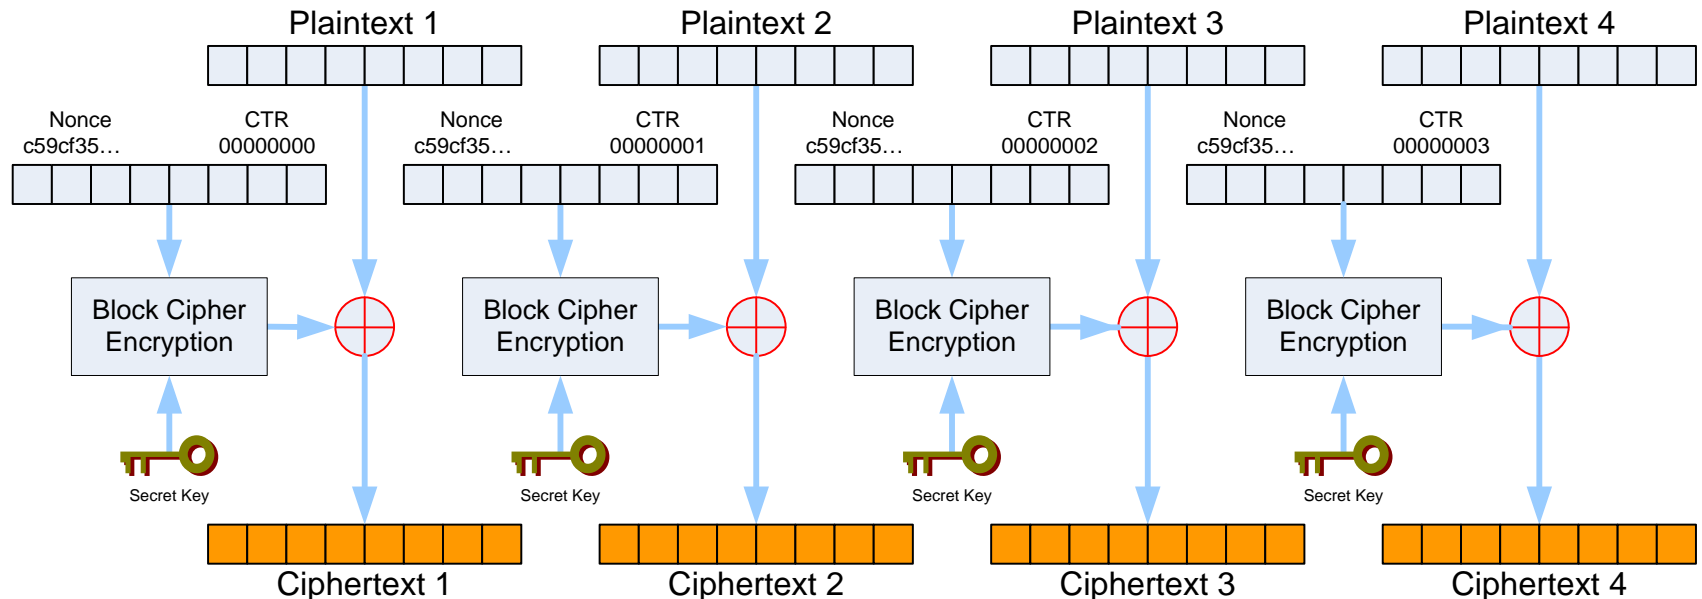 Plaintext 1
Plaintext 2
Plaintext 3
Plaintext 4
Nonce
c59cf35…
CTR
00000000
Nonce
c59cf35…
CTR
00000001
Nonce
c59cf35…
CTR
00000002
Nonce
c59cf35…
CTR
00000003
Block Cipher
Encryption
Block Cipher
Encryption
Block Cipher
Encryption
Block Cipher
Encryption
Secret Key
Secret Key
Secret Key
Secret Key
Ciphertext 1
Ciphertext 2
Ciphertext 3
Ciphertext 4